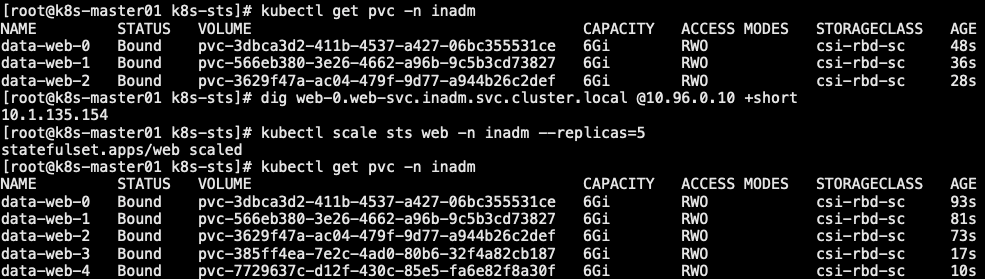 [root@k8s-master01 k8s-sts]# kubectl get pvc -n inadm
NAME STATUS VOLUME CAPACITY ACCESS MODES STORAGECLASS AGE
data-web-0 Bound pvc-3dbca3d2-411b-4537-a427-06bc355531ce 6Gi RWO csi-rbd-sc 48s
data-web-1 Bound pvc-566eb380-3e26-4662-a96b-9c5b3cd73827 6Gi RWO csi-rbd-sc 36s
data-web-2 Bound pvc-3629f47a-ac04-479f-9d77-a944b26c2def 6Gi RWO csi-rbd-sc 28s
[root@k8s-master01 k8s-sts]# dig web-0.web-svc.inadm.svc.cluster.local @10.96.0.10 +short
10.1.135.154
[root@k8s-master01 k8s-sts]# kubectl scale sts web -n inadm --replicas=5
statefulset.apps/web scaled
[root@k8s-master01 k8s-sts]# kubectl get pvc -n inadm
NAME STATUS VOLUME CAPACITY ACCESS MODES STORAGECLASS AGE
data-web-0 Bound pvc-3dbca3d2-411b-4537-a427-06bc355531ce 6Gi RWO csi-rbd-sc 93s
data-web-1 Bound pvc-566eb380-3e26-4662-a96b-9c5b3cd73827 6Gi RWO csi-rbd-sc 81s
data-web-2 Bound pvc-3629f47a-ac04-479f-9d77-a944b26c2def 6Gi RWO csi-rbd-sc 73s
data-web-3 Bound pvc-385ff4ea-7e2c-4ad0-80b6-32f4a82cb187 6Gi RWO csi-rbd-sc 17s
data-web-4 Bound pvc-7729637c-d12f-430c-85e5-fa6e82f8a30f 6Gi RWO csi-rbd-sc 10s